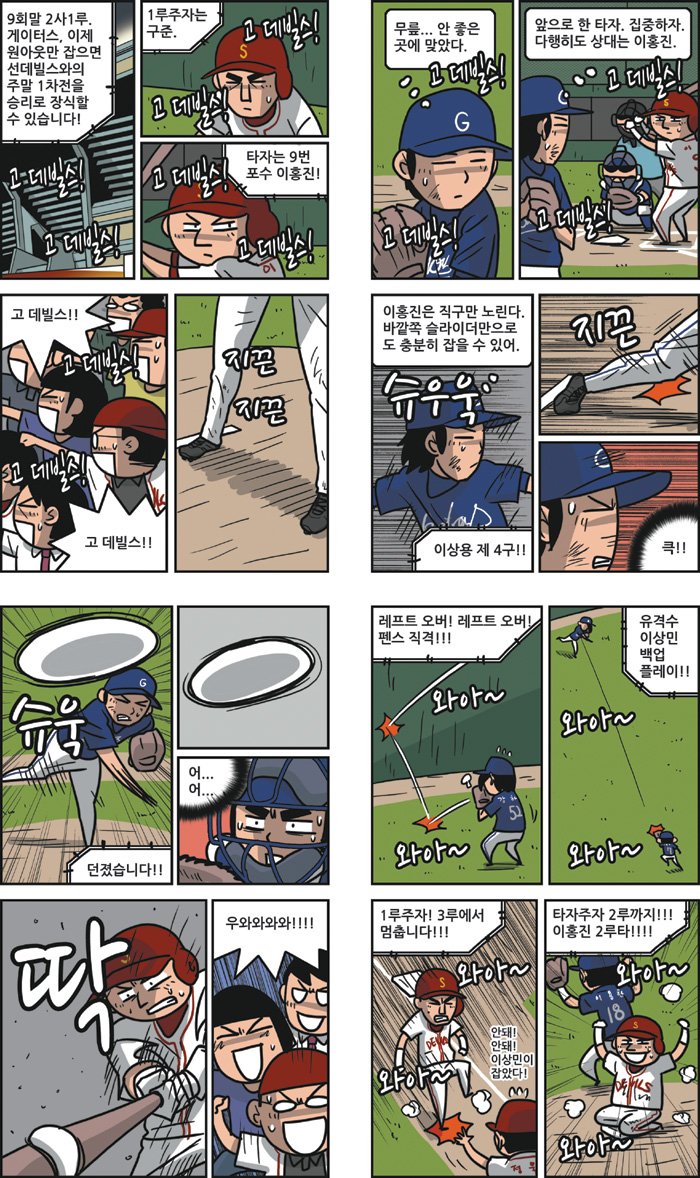 9회말 2사1루.
게이터스, 이제
원아웃만 잡으면
선데빌스와의
주말 1차전을
승리로 장식할
수 있습니다!
고 데빌스!
고 데빌스!
1루주자는
구준.
고 데빌스!
고 데빌스!
S
타자는 9번
포수 이홍진!
고 데빌스!
고 데빌스!
고 데빌스!!
고 데빌스!
고 데빌스!
고 데빌스!!
지끈
지끈
무릎... 안 좋은
곳에 맞았다.
고 데빌스!
G
고 데빌스!
앞으로 한 타자. 집중하자.
다행히도 상대는 이홍진.
고 데빌스!
고 데빌스!
이홍진은 직구만 노린다.
바깥쪽 슬라이더만으로
도 충분히 잡을 수 있어.
슈우욱
이상용 제 4구!!
지끈
큭!!
G
슈욱
던졌습니다!!
어...
어...
딱
우와와와와!!!!
레프트 오버! 레프트 오버!
펜스 직격!!!
와아~
51
와아~
유격수
이상민
백업
플레이!!
와아~
와아~
1루주자! 3루에서
멈춥니다!!!
와아~
S
DEVILS
안돼!
안돼!
이상민이
잡았다!
와아~
타자주자 2루까지!!!
이홍진 2루타!!!!
와아~
18
S
DEVILS
와아~